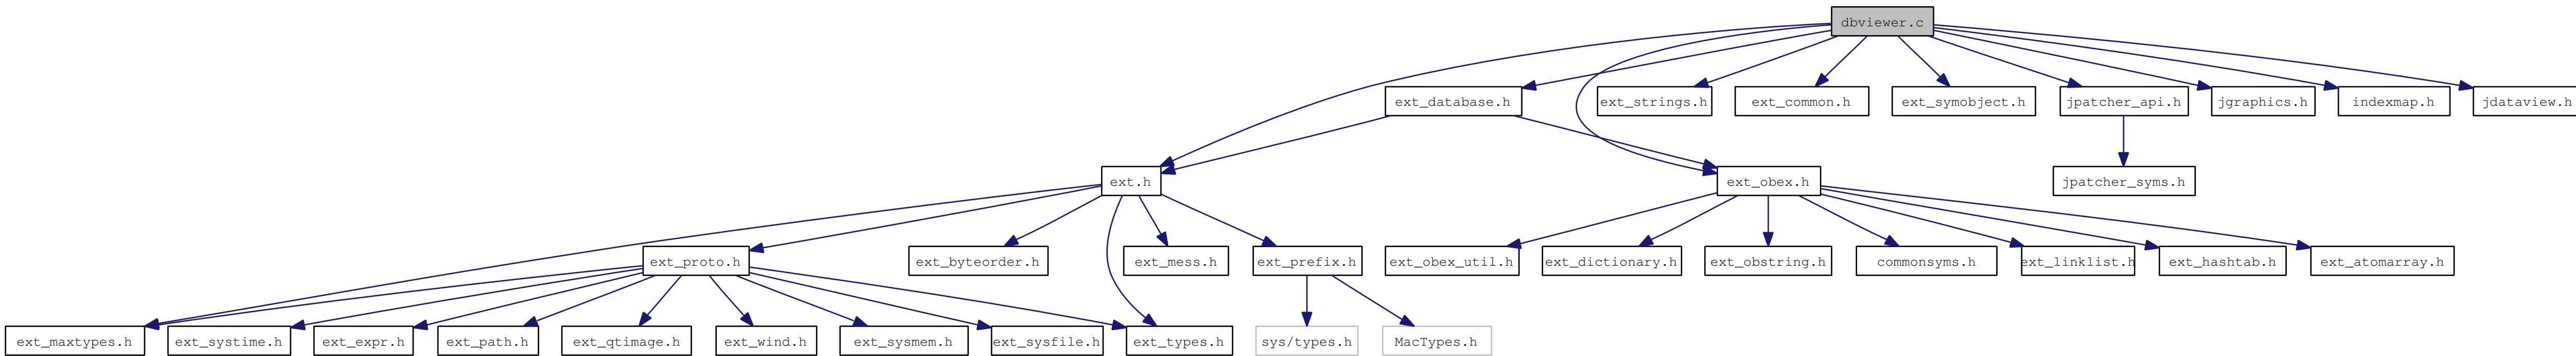 dbviewer.c
ext_database.h
ext_strings.h
ext_common.h
ext_symobject.h
jpatcher_api.h
jgraphics.h
indexmap.h
jdataview.h
ext.h
ext_obex.h
jpatcher_syms.h
ext_proto.h
ext_byteorder.h
ext_mess.h
ext_prefix.h
ext_obex_util.h
ext_dictionary.h
ext_obstring.h
commonsyms.h
ext_linklist.h
ext_hashtab.h
ext_atomarray.h
ext_maxtypes.h
ext_systime.h
ext_expr.h
ext_path.h
ext_qtimage.h
ext_wind.h
ext_sysmem.h
ext_sysfile.h
ext_types.h
sys/types.h
MacTypes.h